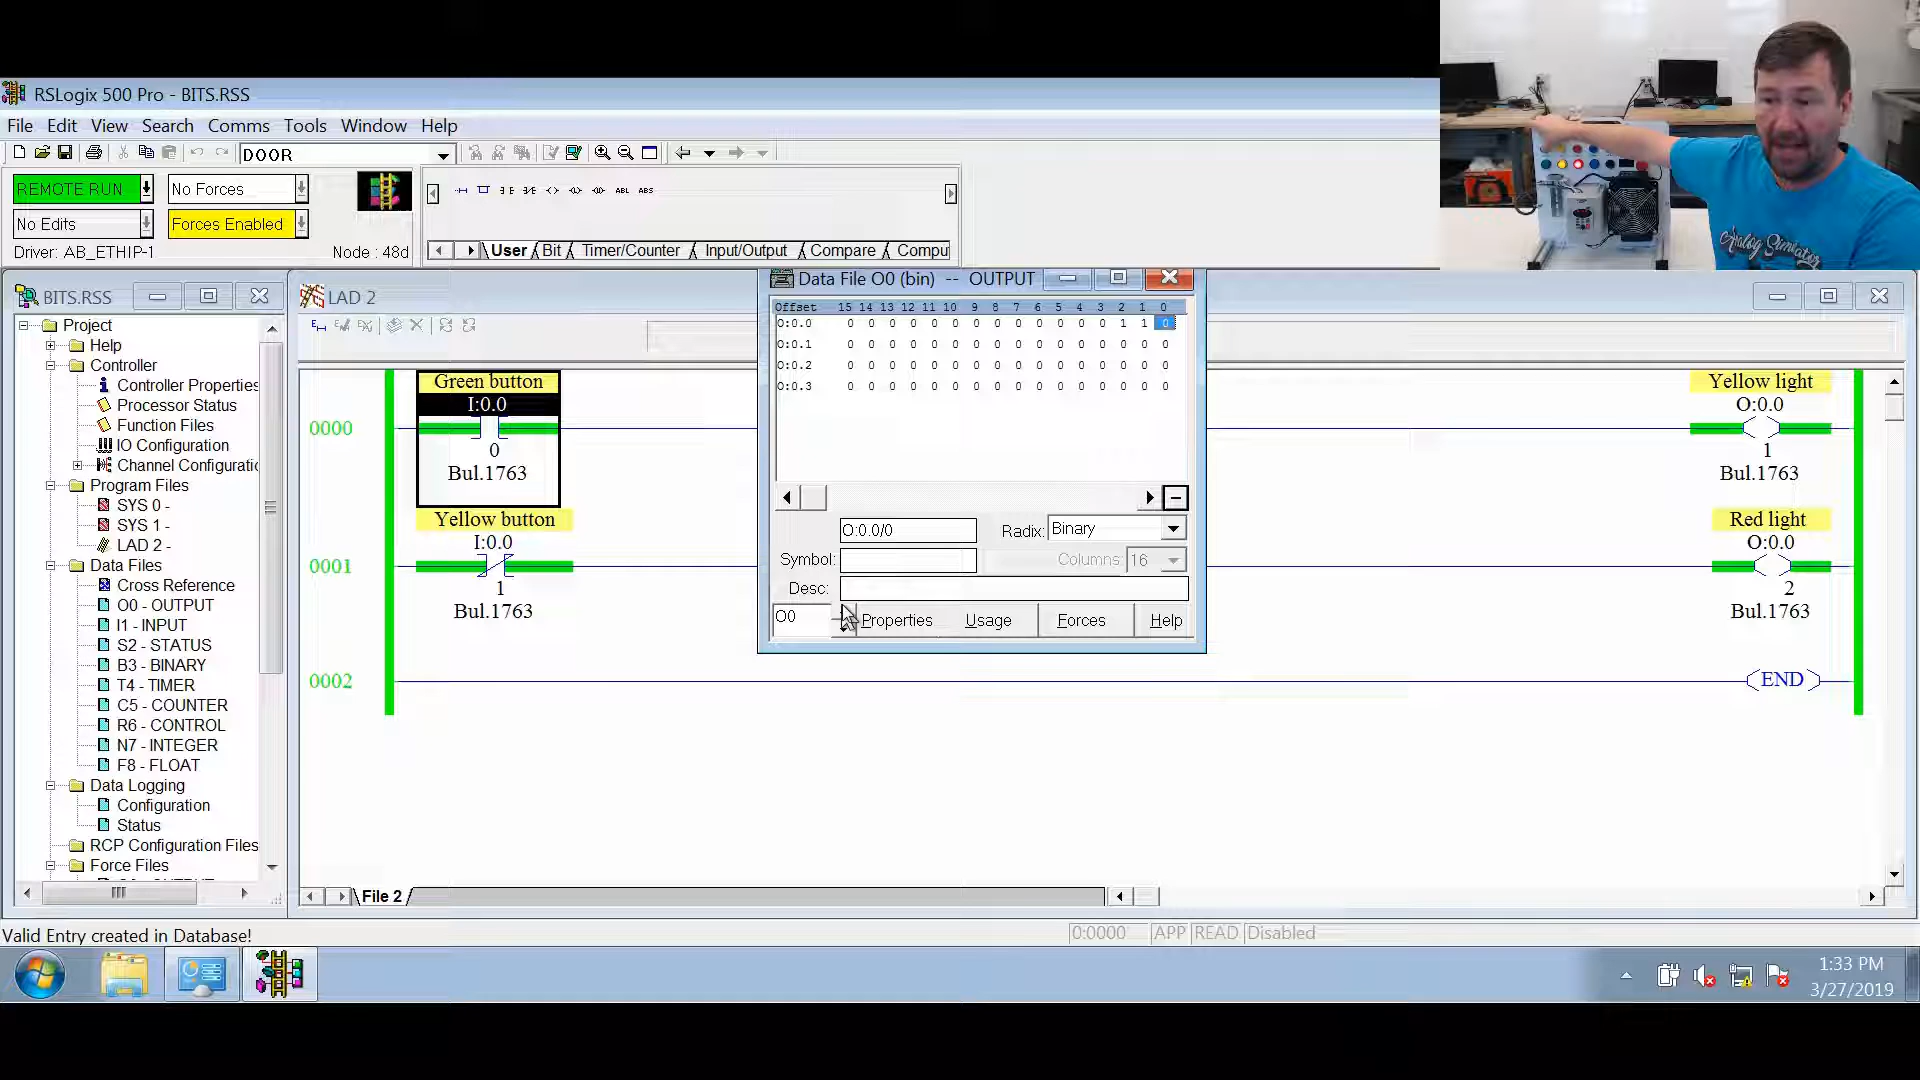 RSLogix 500 Pro - BITS.RSS
File Edit View Search Comms Tools Window Help
DOOR
REMOTE RUN No Forces
No Edits Forces Enabled
Driver: AB_ETHIP-1 Node : 48d
ABL ABS
User Bit Timer/Counter Input/Output Compare Compu
BITS.RSS
Project
Help
Controller
Controller Properties
Processor Status
Function Files
IO Configuration
Channel Configurati
Program Files
SYS 0 -
SYS 1 -
LAD 2 -
Data Files
Cross Reference
O0 - OUTPUT
I1 - INPUT
S2 - STATUS
B3 - BINARY
T4 - TIMER
C5 - COUNTER
R6 - CONTROL
N7 - INTEGER
F8 - FLOAT
Data Logging
Configuration
Status
RCP Configuration Files
Force Files
LAD 2
Green button
I:0.0
0000
0
Bul.1763
Yellow button
I:0.0
0001
1
Bul.1763
0002
Data File O0 (bin) -- OUTPUT
Offset 15 14 13 12 11 10 9 8 7 6 5 4 3 2 1 0
O:0.0 0 0 0 0 0 0 0 0 0 0 0 0 0 1 1 0
O:0.1 0 0 0 0 0 0 0 0 0 0 0 0 0 0 0 0
O:0.2 0 0 0 0 0 0 0 0 0 0 0 0 0 0 0 0
O:0.3 0 0 0 0 0 0 0 0 0 0 0 0 0 0 0 0
O:0.0/0 Radix: Binary
Symbol: Columns: 16
Desc:
O0 Properties Usage Forces Help
Yellow light
O:0.0
1
Bul.1763
Red light
O:0.0
2
Bul.1763
END
File 2
Valid Entry created in Database!
0:0000 APP READ Disabled
1:33 PM
3/27/2019
Analog Simulator